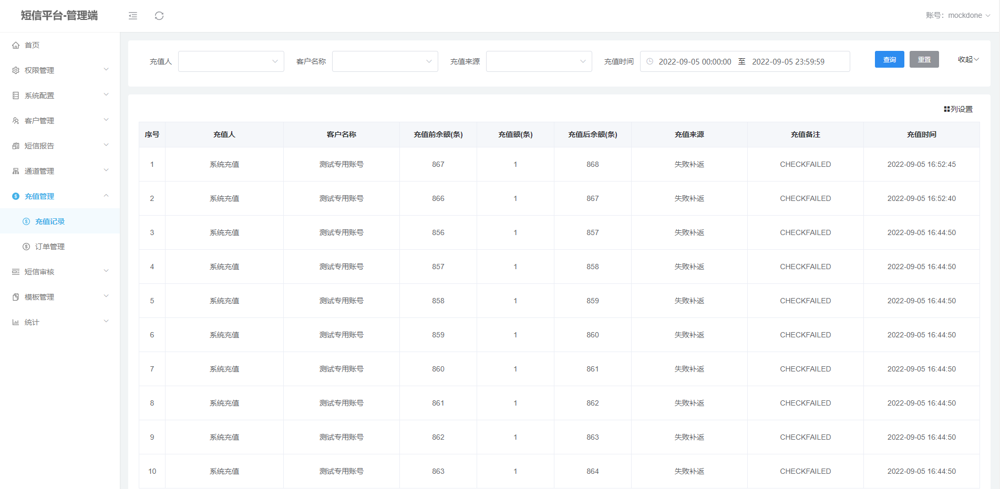 短信平台-管理端
账号：mockdone
首页
权限管理
系统配置
客户管理
短信报告
通道管理
充值管理
充值记录
订单管理
短信审核
模板管理
统计
充值人 客户名称 充值来源 充值时间 2022-09-05 00:00:00 至 2022-09-05 23:59:59 查询 重置 收起
列设置
序号 充值人 客户名称 充值前余额(条) 充值额(条) 充值后余额(条) 充值来源 充值备注 充值时间
1 系统充值 测试专用账号 867 1 868 失败补返 CHECKFAILED 2022-09-05 16:52:45
2 系统充值 测试专用账号 866 1 867 失败补返 CHECKFAILED 2022-09-05 16:52:40
3 系统充值 测试专用账号 856 1 857 失败补返 CHECKFAILED 2022-09-05 16:44:50
4 系统充值 测试专用账号 857 1 858 失败补返 CHECKFAILED 2022-09-05 16:44:50
5 系统充值 测试专用账号 858 1 859 失败补返 CHECKFAILED 2022-09-05 16:44:50
6 系统充值 测试专用账号 859 1 860 失败补返 CHECKFAILED 2022-09-05 16:44:50
7 系统充值 测试专用账号 860 1 861 失败补返 CHECKFAILED 2022-09-05 16:44:50
8 系统充值 测试专用账号 861 1 862 失败补返 CHECKFAILED 2022-09-05 16:44:50
9 系统充值 测试专用账号 862 1 863 失败补返 CHECKFAILED 2022-09-05 16:44:50
10 系统充值 测试专用账号 863 1 864 失败补返 CHECKFAILED 2022-09-05 16:44:50